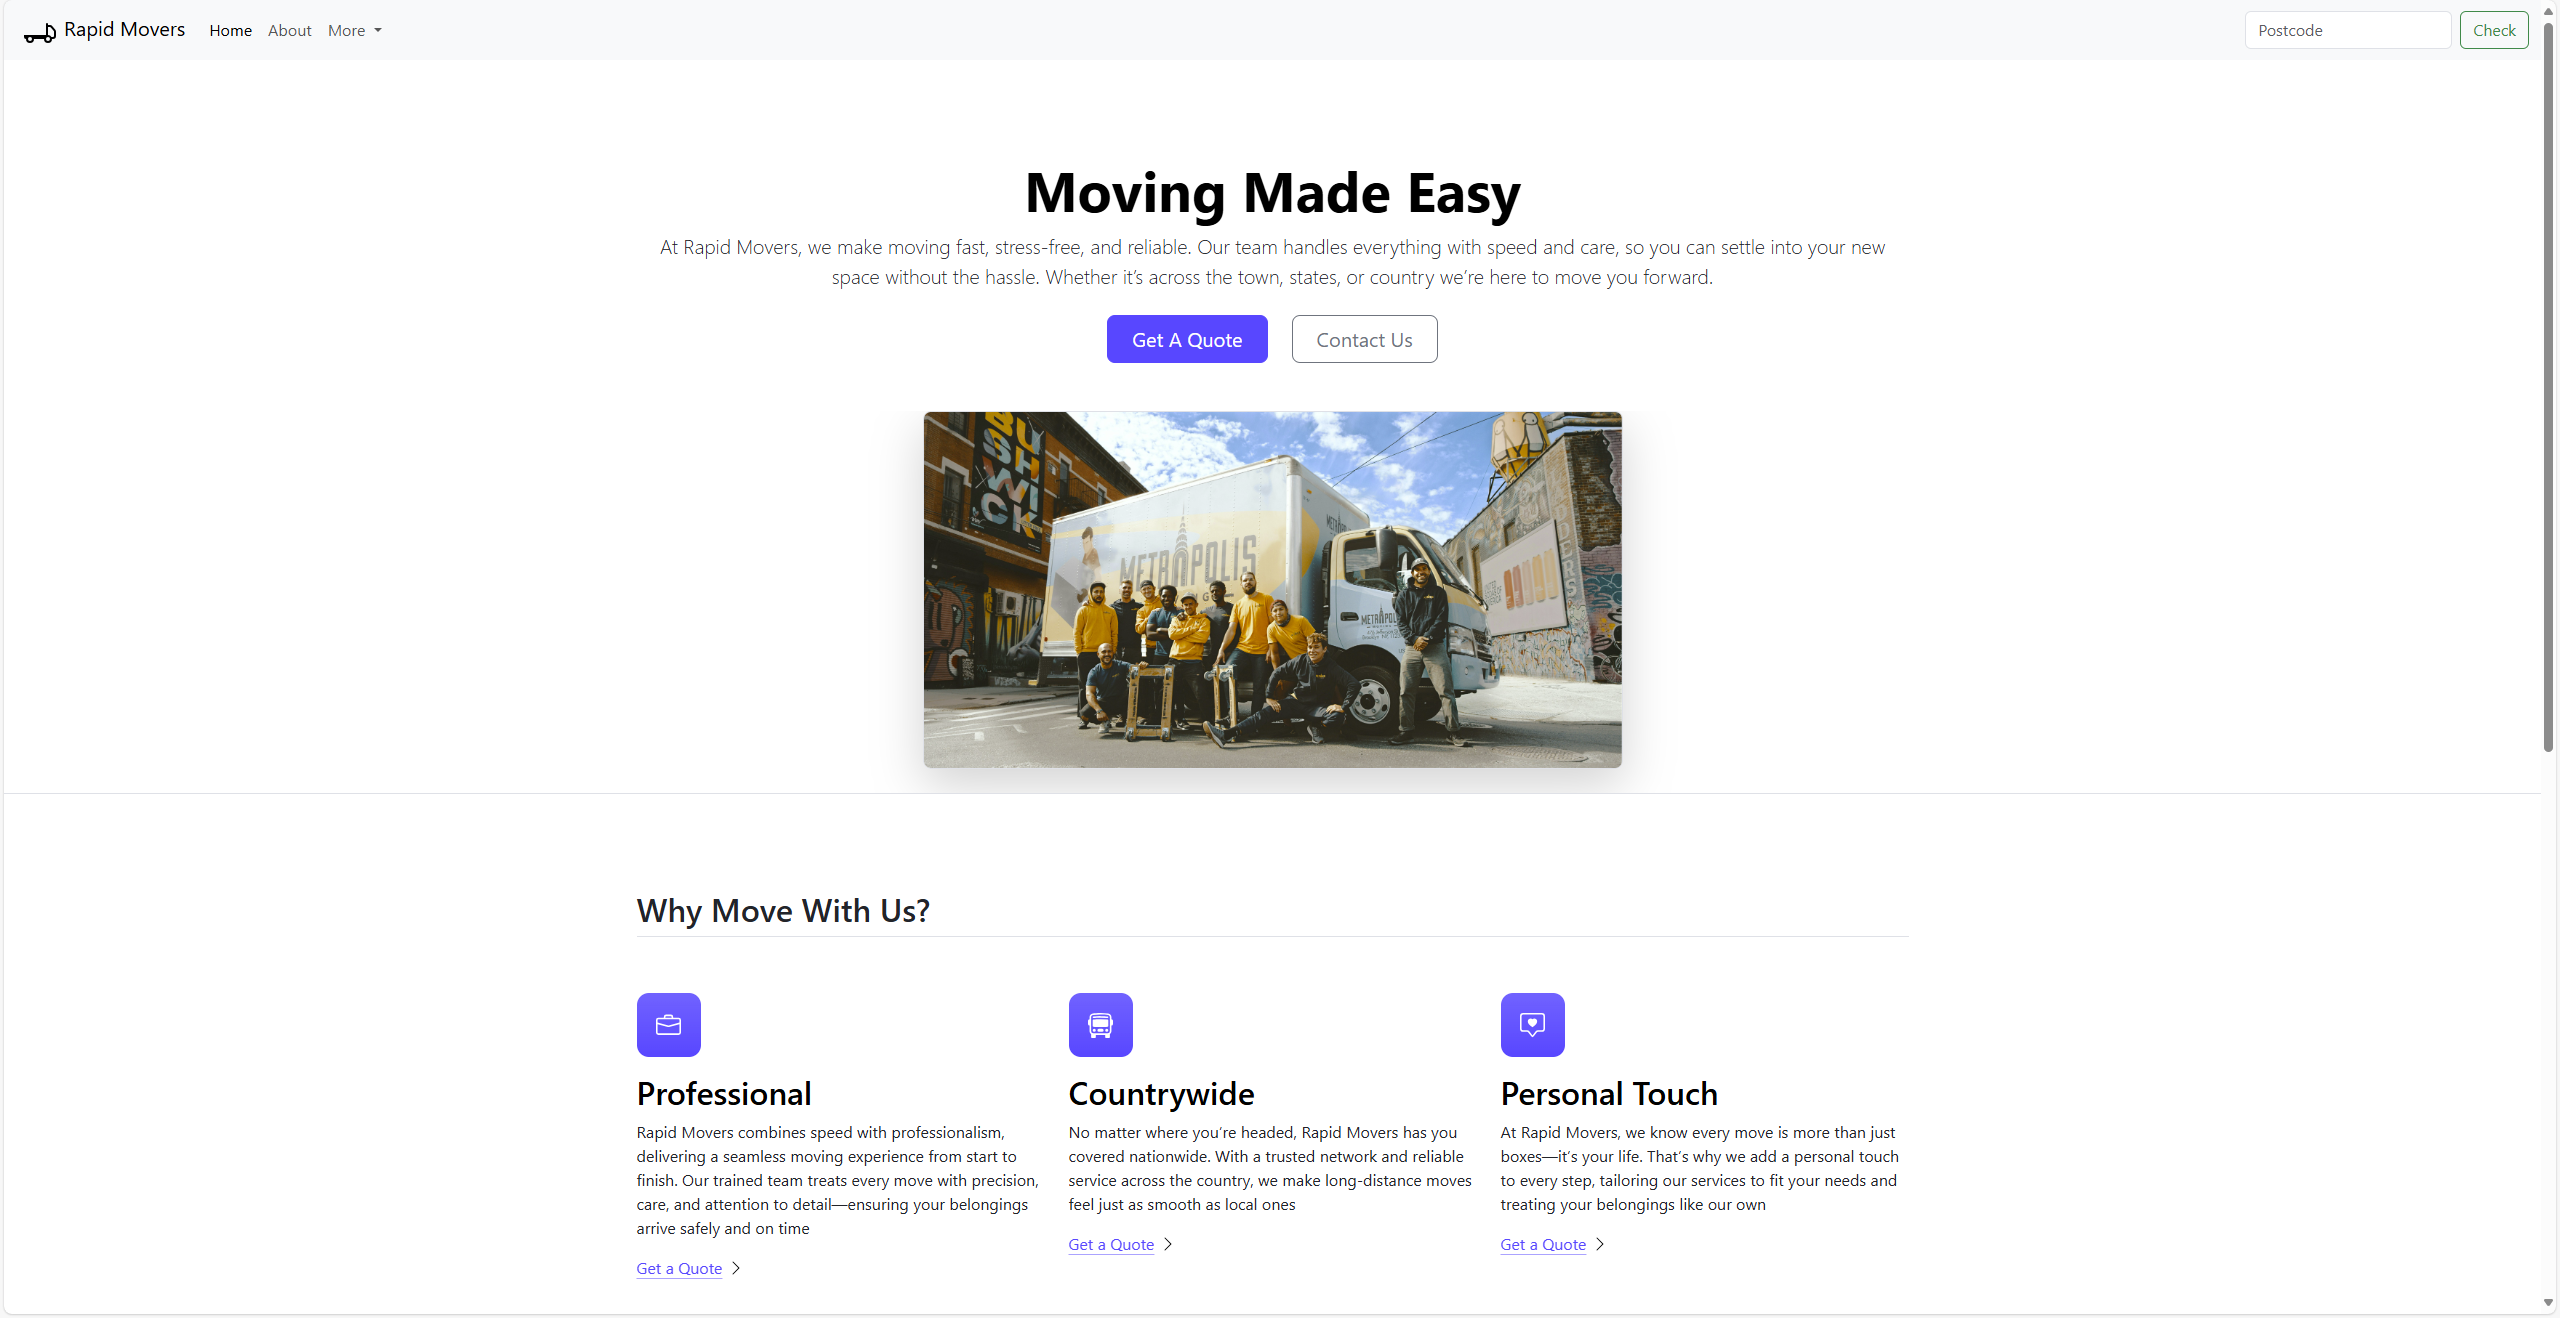 Rapid Movers Home About More Postcode Check
Moving Made Easy
At Rapid Movers, we make moving fast, stress-free, and reliable. Our team handles everything with speed and care, so you can settle into your new
space without the hassle. Whether it’s across the town, states, or country we’re here to move you forward.
Get A Quote Contact Us
BUSHWICK
METROPOLIS
METROPOLIS
Why Move With Us?
Professional
Rapid Movers combines speed with professionalism,
delivering a seamless moving experience from start to
finish. Our trained team treats every move with precision,
care, and attention to detail—ensuring your belongings
arrive safely and on time
Get a Quote
Countrywide
No matter where you’re headed, Rapid Movers has you
covered nationwide. With a trusted network and reliable
service across the country, we make long-distance moves
feel just as smooth as local ones
Get a Quote
Personal Touch
At Rapid Movers, we know every move is more than just
boxes—it’s your life. That’s why we add a personal touch
to every step, tailoring our services to fit your needs and
treating your belongings like our own
Get a Quote